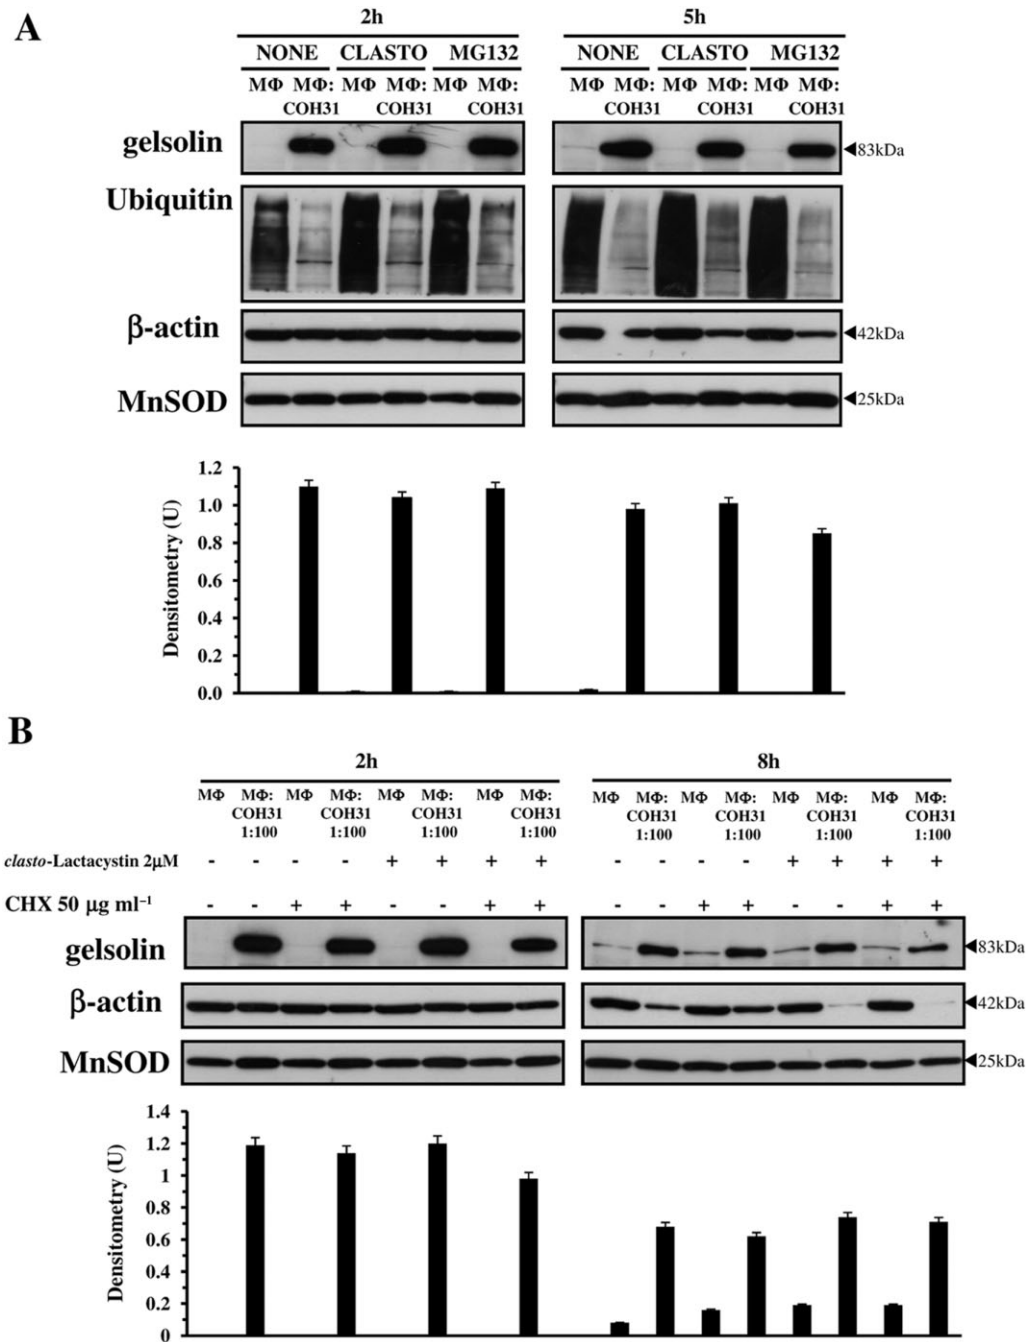 A
2h 5h
NONE CLASTO MG132 NONE CLASTO MG132
MΦ MΦ: MΦ MΦ: MΦ MΦ: MΦ MΦ: MΦ MΦ: MΦ MΦ:
COH31 COH31 COH31 COH31 COH31 COH31
gelsolin ◄83kDa
Ubiquitin
β-actin ◄42kDa
MnSOD ◄25kDa
Densitometry (U)
1.2
1.0
0.8
0.6
0.4
0.2
0.0
B
2h 8h
MΦ MΦ: MΦ MΦ: MΦ MΦ: MΦ MΦ: MΦ MΦ: MΦ MΦ: MΦ MΦ: MΦ MΦ:
COH31 COH31 COH31 COH31 COH31 COH31 COH31 COH31
1:100 1:100 1:100 1:100 1:100 1:100 1:100 1:100
clasto-Lactacystin 2µM - - - - + + + + - - - - + + + +
CHX 50 µg ml⁻¹ - - + + - - + + - - + + - - + +
gelsolin ◄83kDa
β-actin ◄42kDa
MnSOD ◄25kDa
Densitometry (U)
1.4
1.2
1
0.8
0.6
0.4
0.2
0